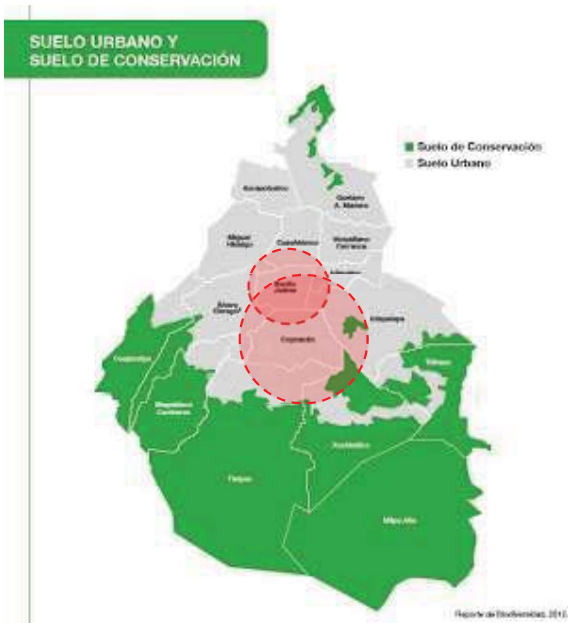 SUELO URBANO Y
SUELO DE CONSERVACIÓN
Suelo de Conservación
Suelo Urbano
Azcapotzalco
Gustavo
A. Madero
Miguel
Hidalgo
Cuauhtémoc
Venustiano
Carranza
Benito
Juárez
Álvaro
Obregón
Iztapalapa
Coyoacán
Cuajimalpa
Tláhuac
Magdalena
Contreras
Xochimilco
Tlalpan
Milpa Alta
Reporte de Biodiversidad, 2012.